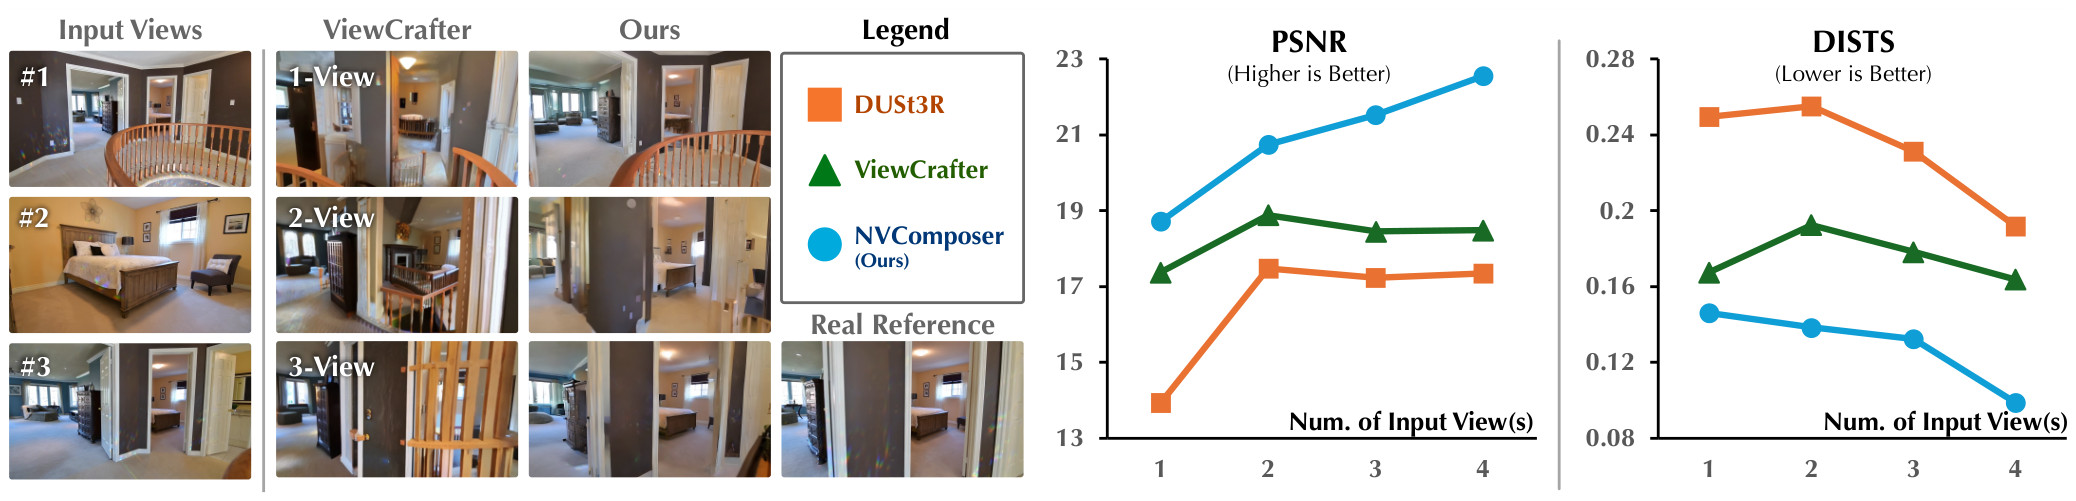 Input Views
ViewCrafter
Ours
Legend
#1
1-View
#2
2-View
#3
3-View
DUSt3R
ViewCrafter
NVComposer
(Ours)
Real Reference
PSNR
(Higher is Better)
23
21
19
17
15
13
Num. of Input View(s)
1 2 3 4
DISTS
(Lower is Better)
0.28
0.24
0.2
0.16
0.12
0.08
Num. of Input View(s)
1 2 3 4